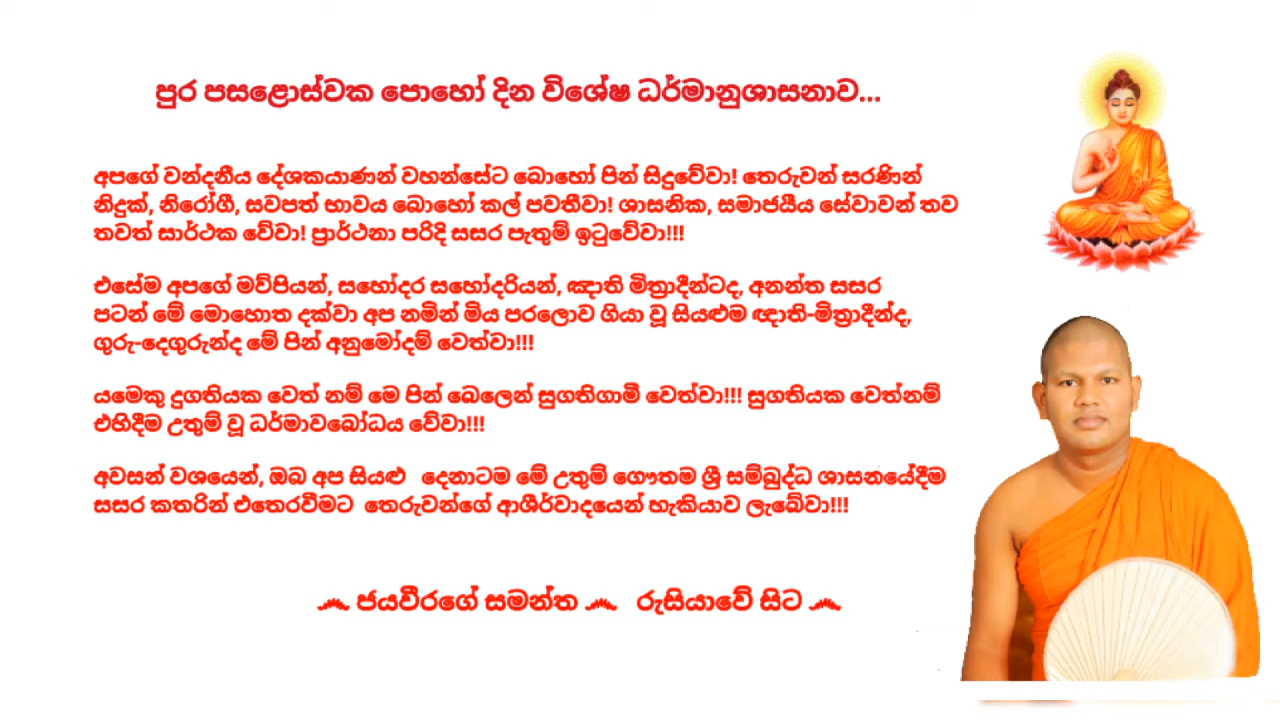 පුර පසළොස්වක පොහෝ දින විශේෂ ධර්මානුශාසනාව...
අපගේ වන්දනීය දේශකයාණන් වහන්සේට බොහෝ පින් සිදුවේවා! තෙරුවන් සරණින්
නිදුක්, නිරෝගී, සවපත් භාවය බොහෝ කල් පවතීවා! ශාසනික, සමාජයීය සේවාවන් තව
තවත් සාර්ථක වේවා! ප්‍රාර්ථනා පරිදි සසර පැතුම් ඉටුවේවා!!!
එසේම අපගේ මව්පියන්, සහෝදර සහෝදරියන්, ඤාති මිත්‍රාදීන්ටද, අනන්ත සසර
පටන් මේ මොහොත දක්වා අප නමින් මිය පරලොව ගියා වූ සියළුම ඥාති-මිත්‍රාදීන්ද,
ගුරු-දෙගුරුන්ද මේ පින් අනුමෝදම් වෙත්වා!!!
යමෙකු දුගතියක වෙත් නම් මෙ පින් බෙලෙන් සුගතිගාමී වෙත්වා!!! සුගතියක වෙත්නම්
එහිදීම උතුම් වූ ධර්මාවබෝධය වේවා!!!
අවසන් වශයෙන්, ඔබ අප සියළු දෙනාටම මේ උතුම් ගෞතම ශ්‍රී සම්බුද්ධ ශාසනයේදීම
සසර කතරින් එතෙරවීමට තෙරුවන්ගේ ආශීර්වාදයෙන් හැකියාව ලැබේවා!!!
ජයවීරගේ සමන්ත රුසියාවේ සිට